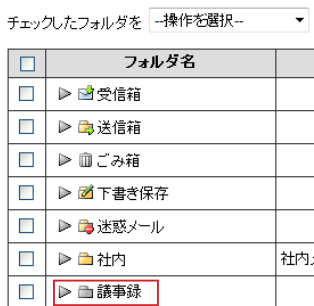 チェックしたフォルダを --操作を選択--
フォルダ名
受信箱
送信箱
ごみ箱
下書き保存
迷惑メール
社内 社内
議事録